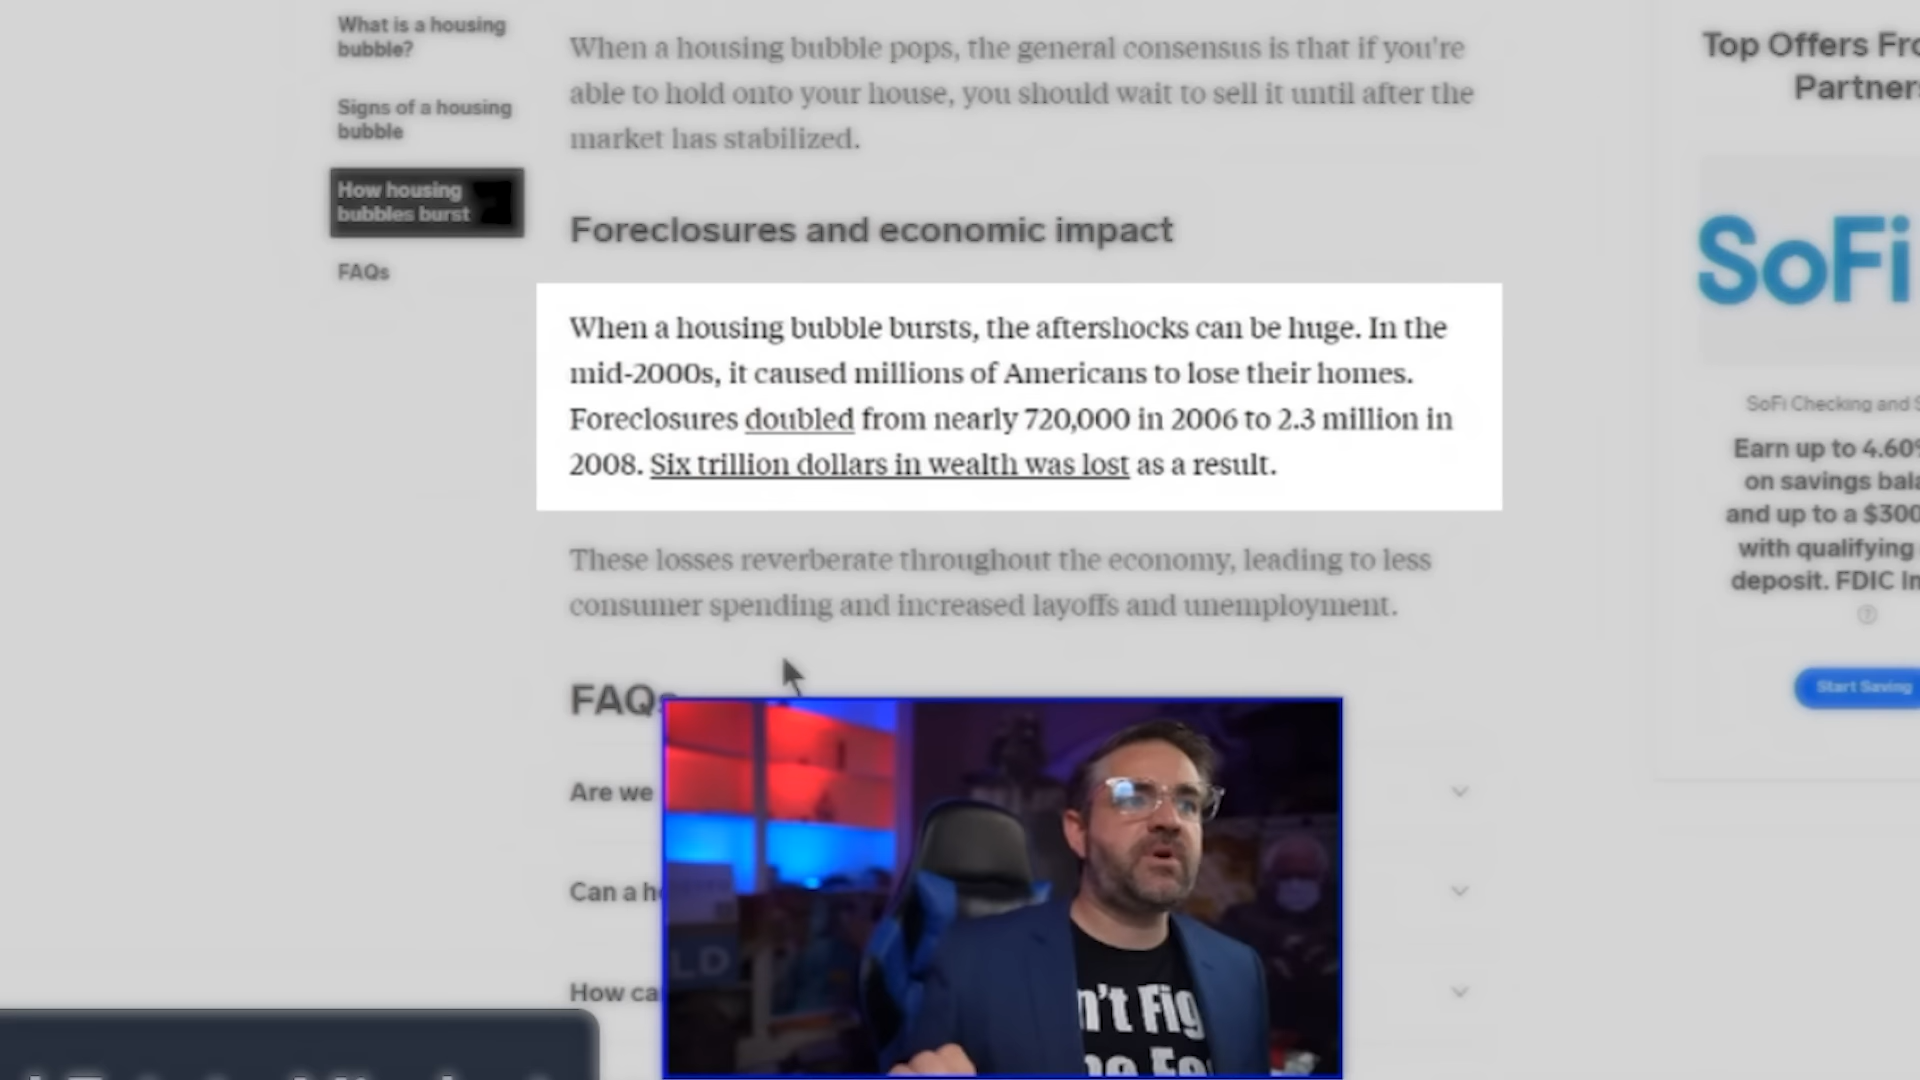 What is a housing
bubble?
Signs of a housing
bubble
How housing
bubbles burst
FAQs
When a housing bubble pops, the general consensus is that if you're
able to hold onto your house, you should wait to sell it until after the
market has stabilized.
Foreclosures and economic impact
When a housing bubble bursts, the aftershocks can be huge. In the
mid-2000s, it caused millions of Americans to lose their homes.
Foreclosures doubled from nearly 720,000 in 2006 to 2.3 million in
2008. Six trillion dollars in wealth was lost as a result.
These losses reverberate throughout the economy, leading to less
consumer spending and increased layoffs and unemployment.
FAQs
Are we
Can a
How
Top Offers
Partners
SoFi
SoFi Checking and
Earn up to 4.60%
on savings
and up to a $300
with qualifying
deposit. FDIC
Start Saving
n't Fig
LD